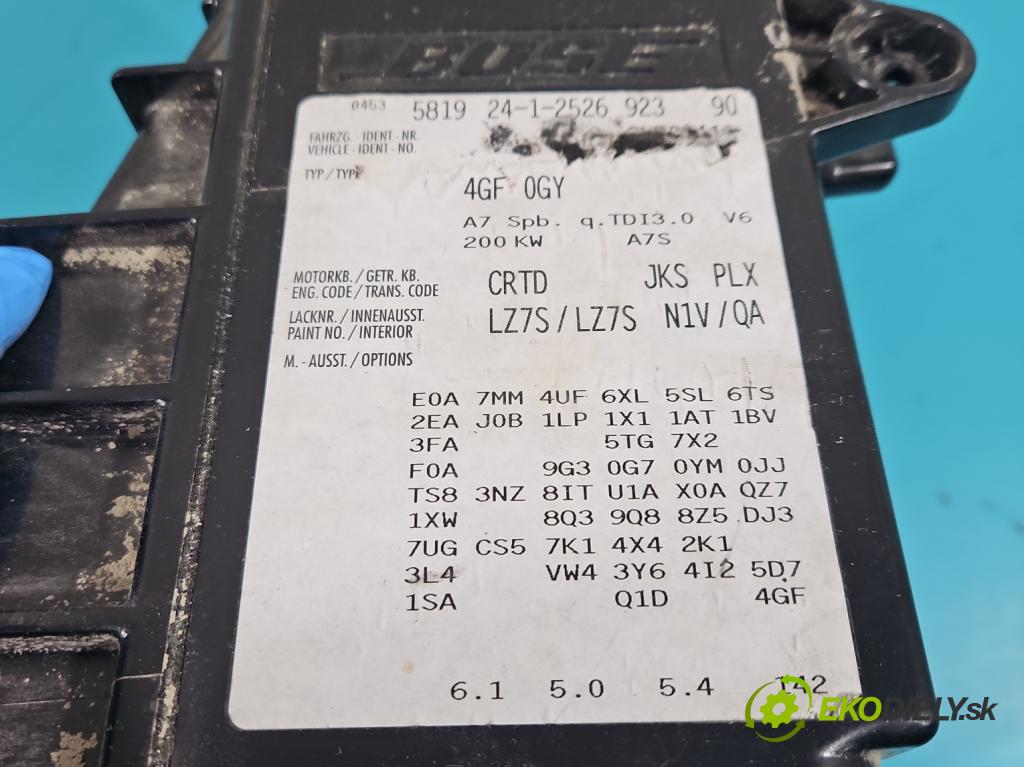 BOSE
0453 5819 24-1-2526 923 90
FAHRZG. - IDENT - NR.
VEHICLE - IDENT - NO.
TYP / TYPE
4GF 0GY
A7 Spb. q.TDI3.0 V6
200 KW A7S
MOTORKB. / GETR. KB.
ENG. CODE / TRANS. CODE
CRTD JKS PLX
LACKNR. / INNENAUSST.
PAINT NO. / INTERIOR
LZ7S / LZ7S N1V / QA
M. - AUSST. / OPTIONS
E0A 7MM 4UF 6XL 5SL 6TS
2EA J0B 1LP 1X1 1AT 1BV
3FA 5TG 7X2
F0A 9G3 0G7 0YM 0JJ
TS8 3NZ 8IT U1A X0A QZ7
1XW 8Q3 9Q8 8Z5 DJ3
7UG CS5 7K1 4X4 2K1
3L4 VW4 3Y6 4I2 5D7
1SA Q1D 4GF
6.1 5.0 5.4 142
EKODIELY.sk